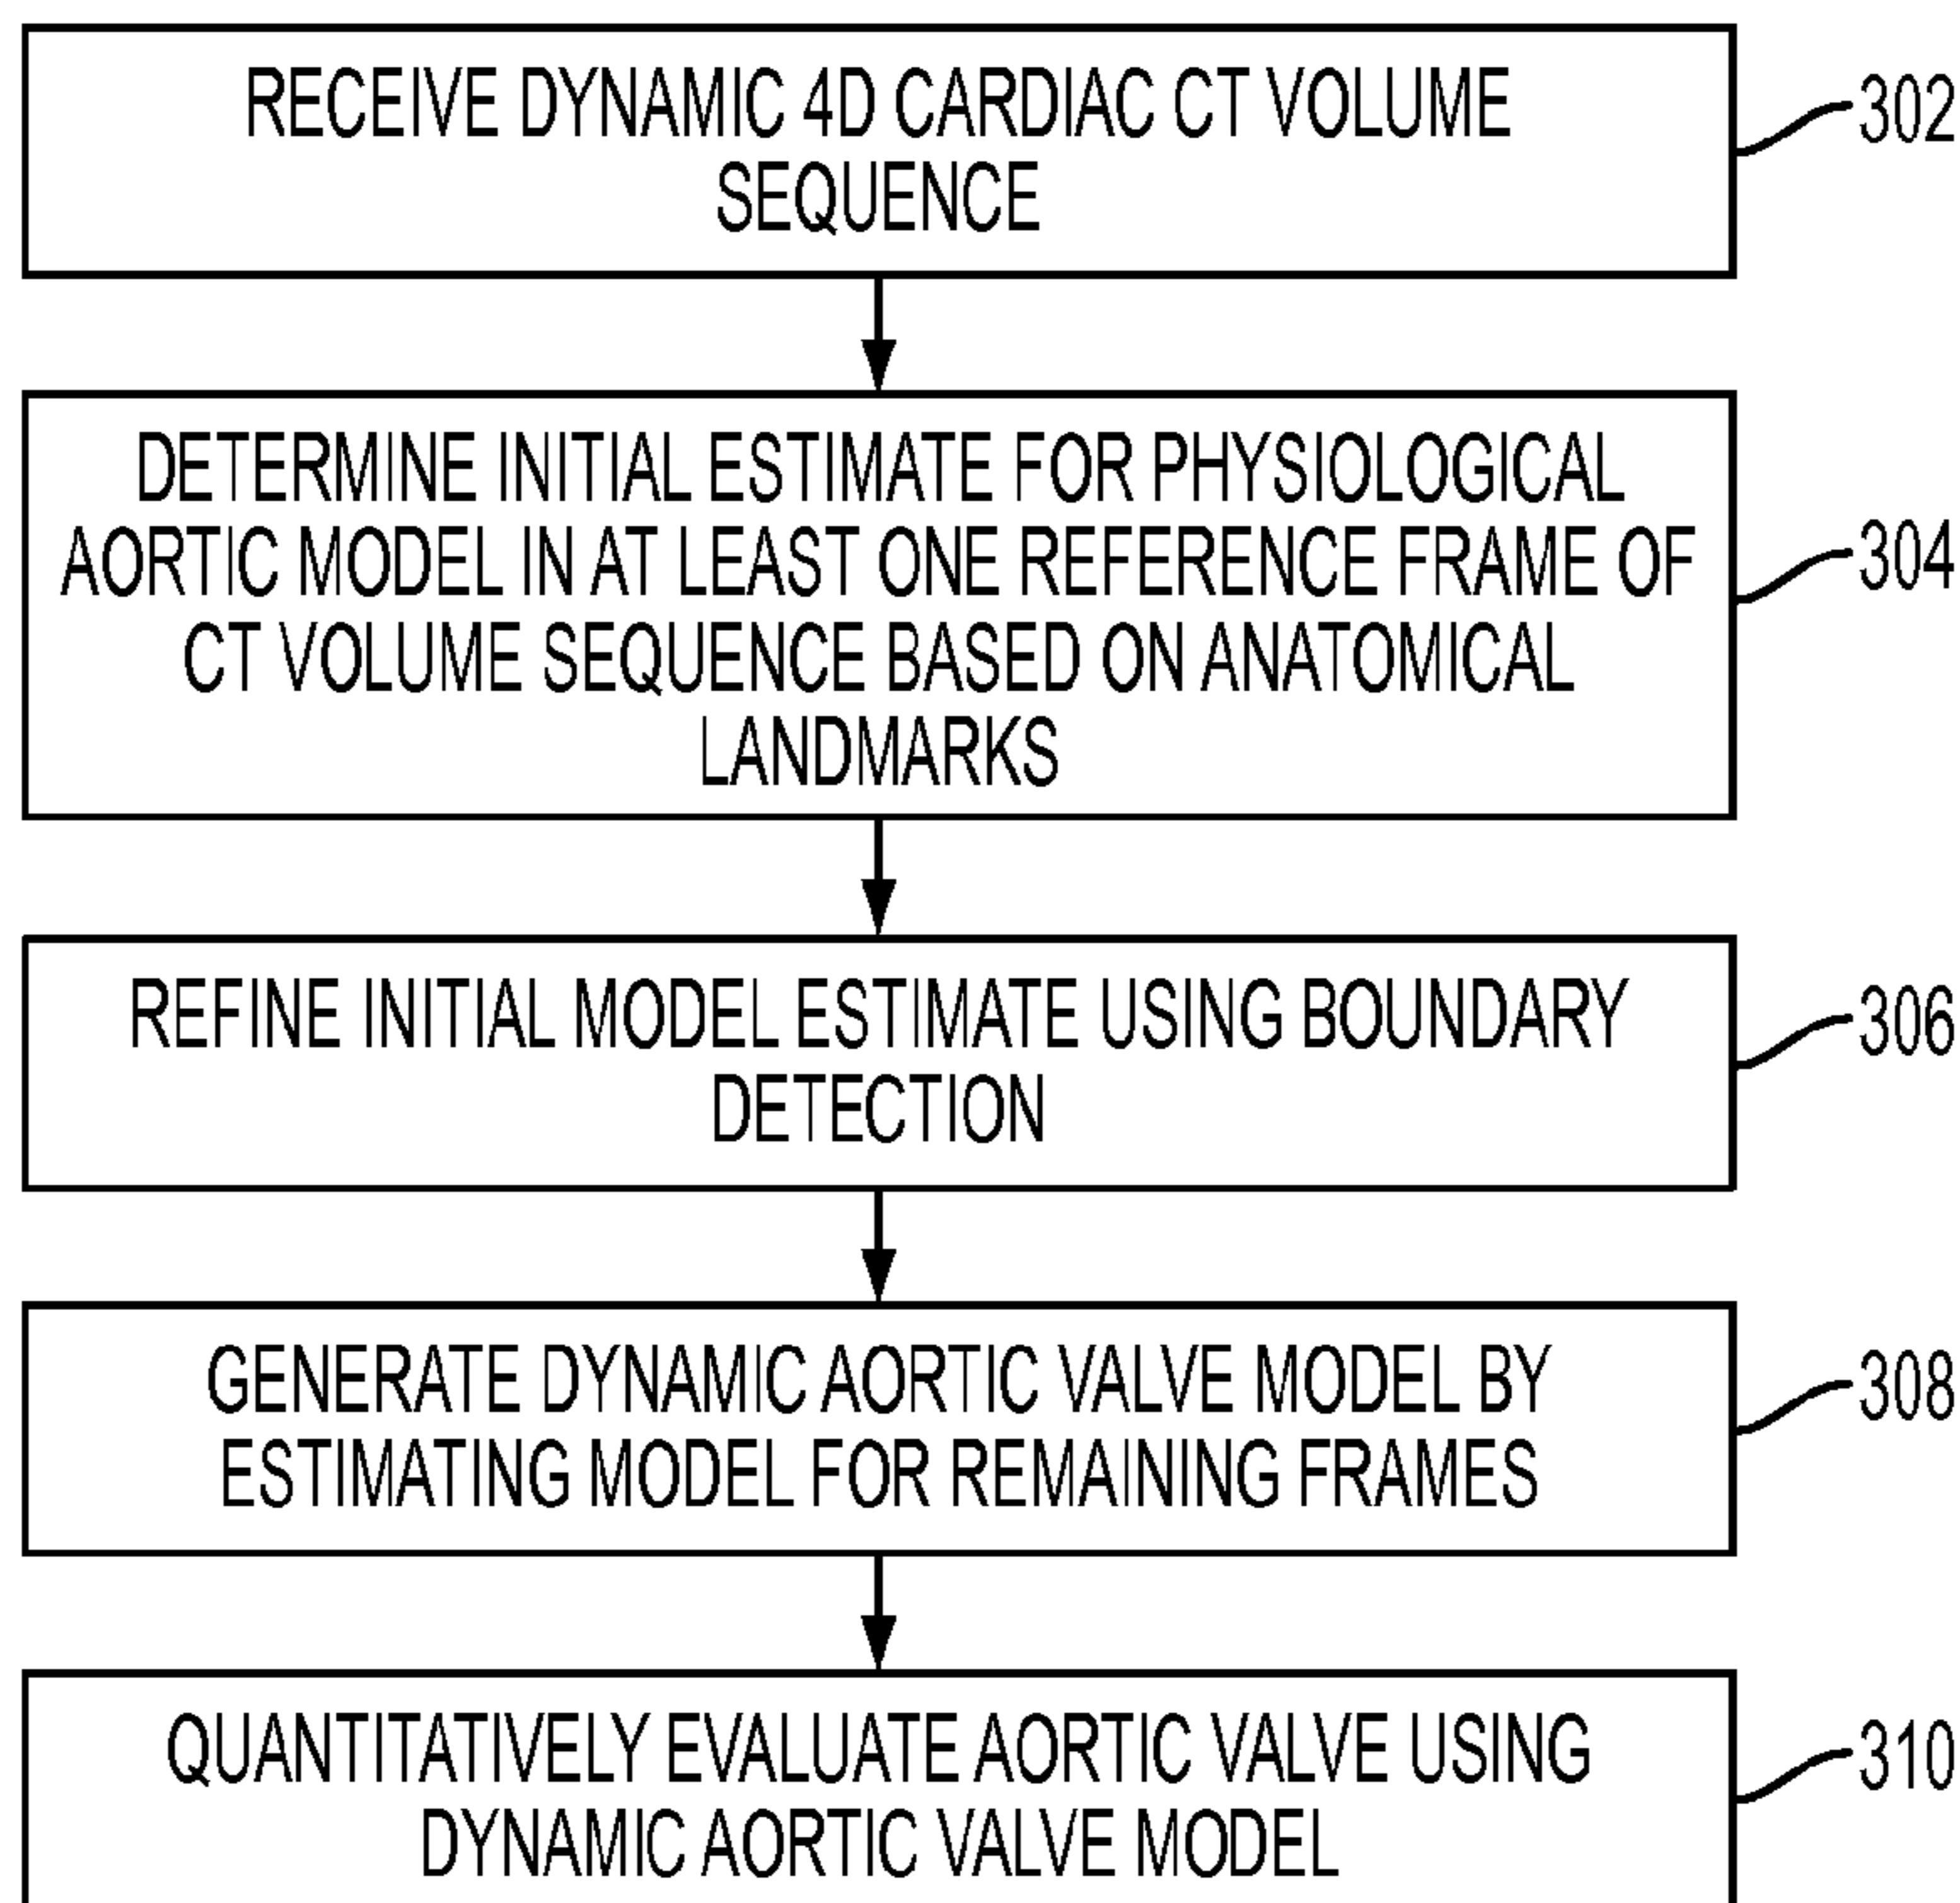 RECEIVE DYNAMIC 4D CARDIAC CT VOLUME
SEQUENCE
302
DETERMINE INITIAL ESTIMATE FOR PHYSIOLOGICAL
AORTIC MODEL IN AT LEAST ONE REFERENCE FRAME OF
CT VOLUME SEQUENCE BASED ON ANATOMICAL
LANDMARKS
304
REFINE INITIAL MODEL ESTIMATE USING BOUNDARY
DETECTION
306
GENERATE DYNAMIC AORTIC VALVE MODEL BY
ESTIMATING MODEL FOR REMAINING FRAMES
308
QUANTITATIVELY EVALUATE AORTIC VALVE USING
DYNAMIC AORTIC VALVE MODEL
310